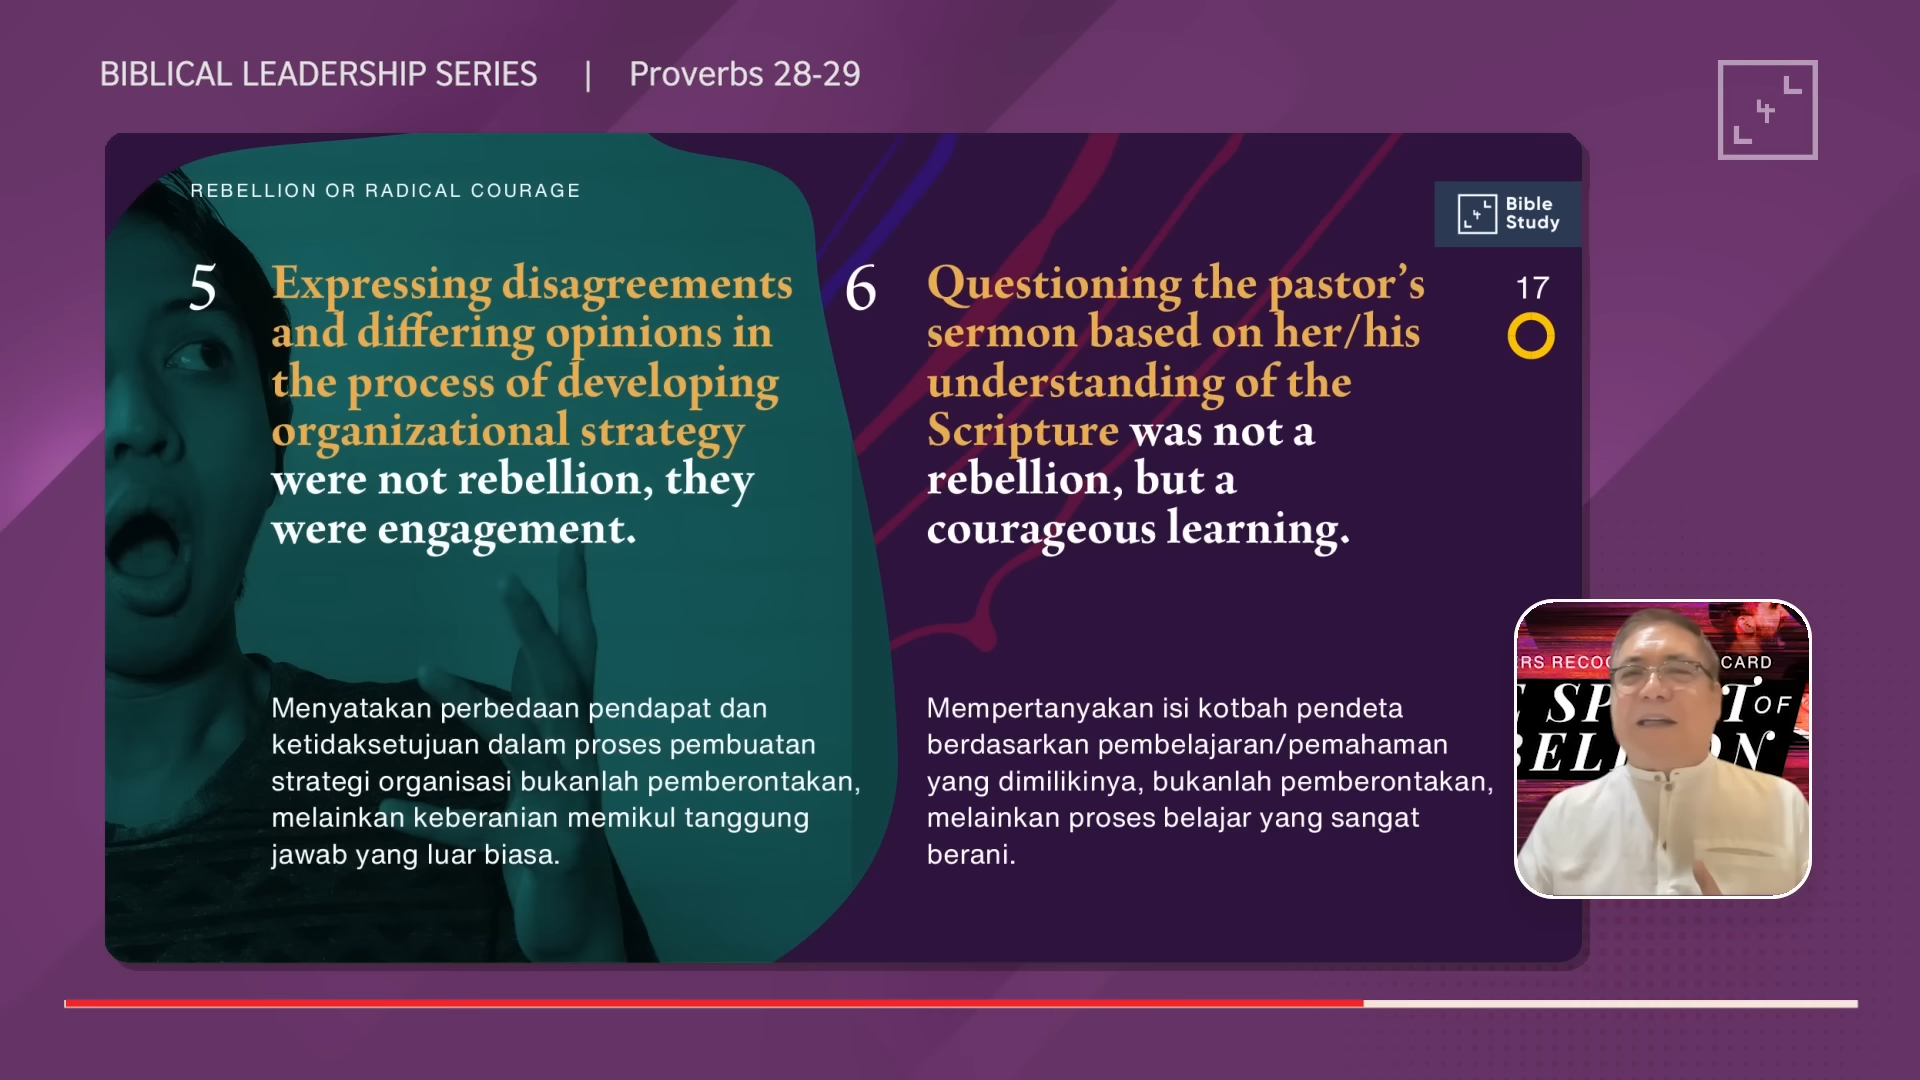 BIBLICAL LEADERSHIP SERIES | Proverbs 28-29
REBELLION OR RADICAL COURAGE
Bible
Study
17
5
Expressing disagreements
and differing opinions in
the process of developing
organizational strategy
were not rebellion, they
were engagement.
Menyatakan perbedaan pendapat dan
ketidaksetujuan dalam proses pembuatan
strategi organisasi bukanlah pemberontakan,
melainkan keberanian memikul tanggung
jawab yang luar biasa.
6
Questioning the pastor’s
sermon based on her/his
understanding of the
Scripture was not a
rebellion, but a
courageous learning.
Mempertanyakan isi kotbah pendeta
berdasarkan pembelajaran/pemahaman
yang dimilikinya, bukanlah pemberontakan,
melainkan proses belajar yang sangat
berani.
CARD
OF